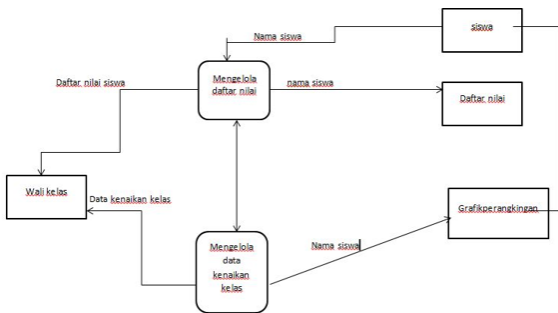 Nama siswa
siswa
Daftar nilai siswa
Mengelola
daftar nilai
nama siswa
Daftar nilai
Wali kelas
Data kenaikan kelas
Grafikperangkingan
Nama siswa
Mengelola
data
kenaikan
kelas